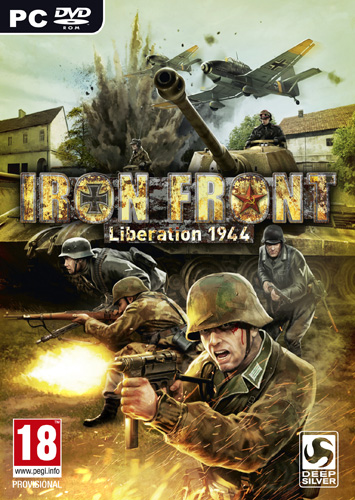 PC DVD
ROM
IRON FRONT
Liberation 1944
18
www.pegi.info
PROVISIONAL
DEEP
SILVER